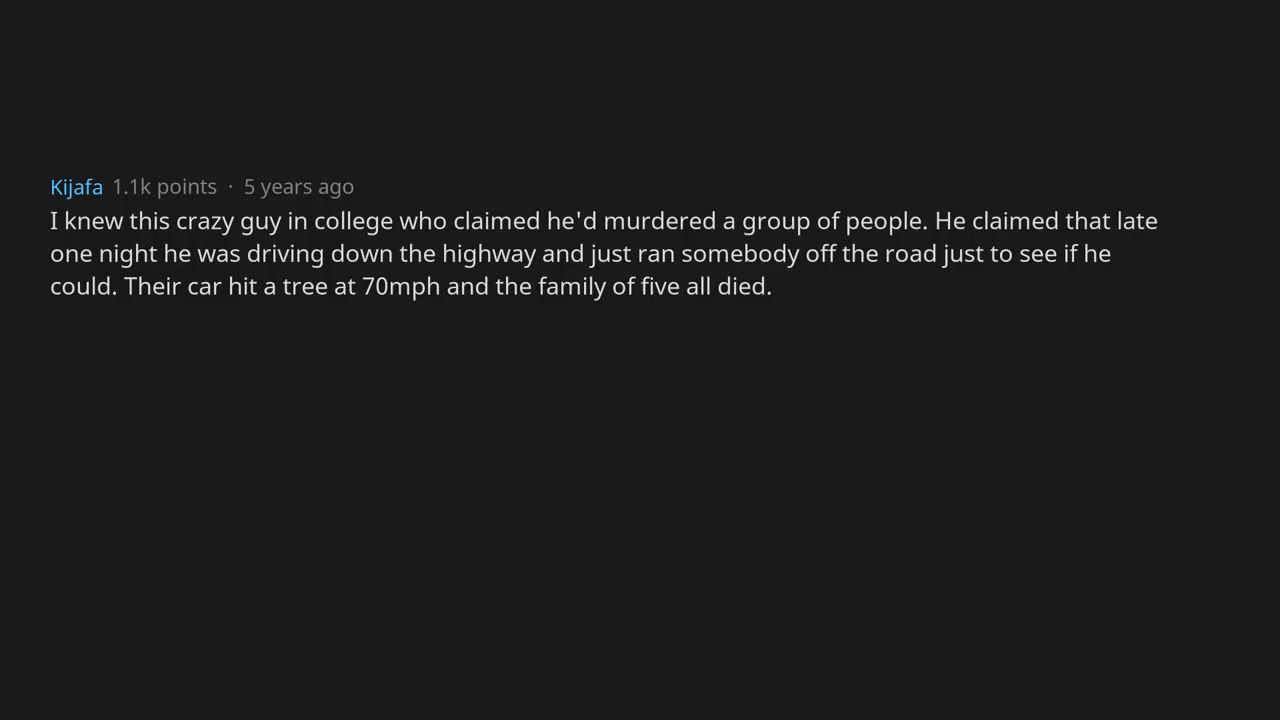 Kijafa 1.1k points · 5 years ago
I knew this crazy guy in college who claimed he'd murdered a group of people. He claimed that late
one night he was driving down the highway and just ran somebody off the road just to see if he
could. Their car hit a tree at 70mph and the family of five all died.